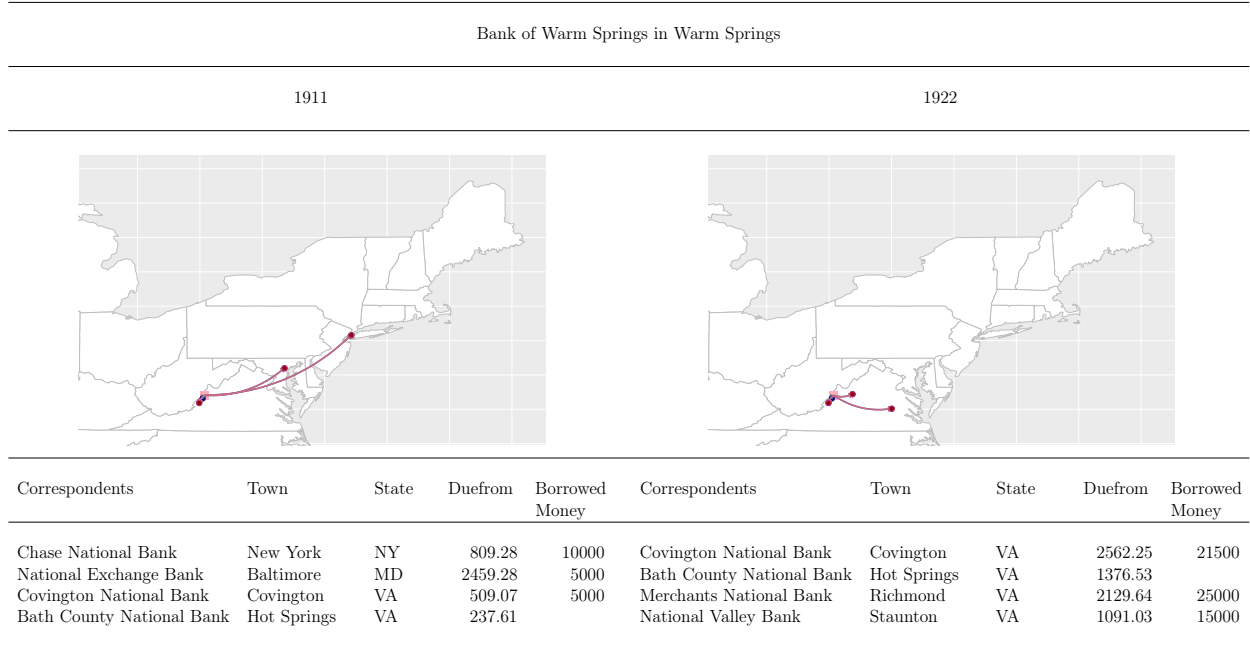 Bank of Warm Springs in Warm Springs
1911 1922
Correspondents Town State Duefrom Borrowed Money Correspondents Town State Duefrom Borrowed Money
Chase National Bank New York NY 809.28 10000 Covington National Bank Covington VA 2562.25 21500
National Exchange Bank Baltimore MD 2459.28 5000 Bath County National Bank Hot Springs VA 1376.53
Covington National Bank Covington VA 509.07 5000 Merchants National Bank Richmond VA 2129.64 25000
Bath County National Bank Hot Springs VA 237.61 National Valley Bank Staunton VA 1091.03 15000